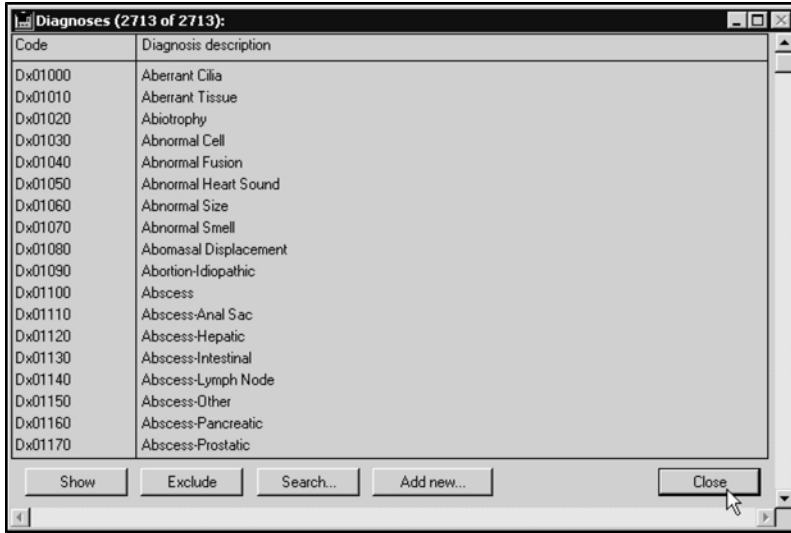 Diagnoses (2713 of 2713):
Code Diagnosis description
Dx01000 Aberrant Cilia
Dx01010 Aberrant Tissue
Dx01020 Abiotrophy
Dx01030 Abnormal Cell
Dx01040 Abnormal Fusion
Dx01050 Abnormal Heart Sound
Dx01060 Abnormal Size
Dx01070 Abnormal Smell
Dx01080 Abomasal Displacement
Dx01090 Abortion-Idiopathic
Dx01100 Abscess
Dx01110 Abscess-Anal Sac
Dx01120 Abscess-Hepatic
Dx01130 Abscess-Intestinal
Dx01140 Abscess-Lymph Node
Dx01150 Abscess-Other
Dx01160 Abscess-Pancreatic
Dx01170 Abscess-Prostatic
Show Exclude Search... Add new... Close